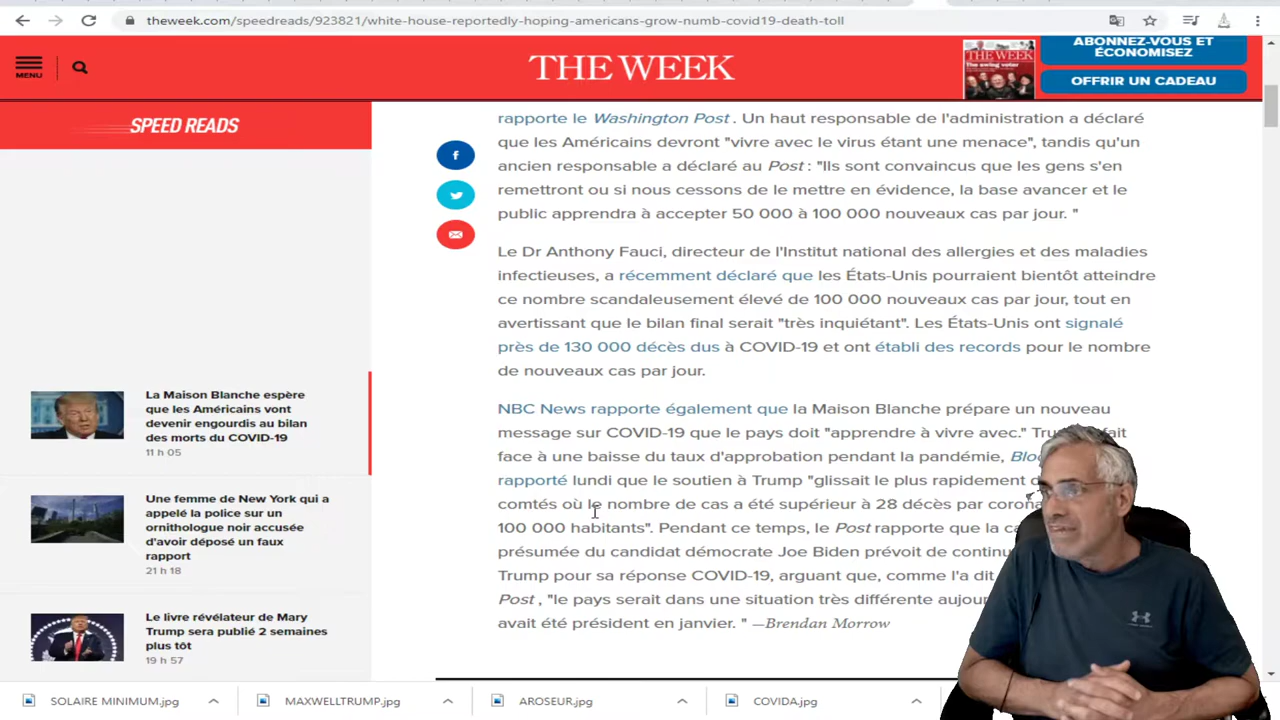 theweek.com/speedreads/923821/white-house-reportedly-hoping-americans-grow-numb-covid19-death-toll
MENU
THE WEEK
THE WEEK
ABONNEZ-VOUS ET
ÉCONOMISEZ
OFFRIR UN CADEAU
SPEED READS
rapporte le Washington Post . Un haut responsable de l'administration a déclaré
que les Américains devront "vivre avec le virus étant une menace", tandis qu'un
ancien responsable a déclaré au Post : "Ils sont convaincus que les gens s'en
remettront ou si nous cessons de le mettre en évidence, la base avancer et le
public apprendra à accepter 50 000 à 100 000 nouveaux cas par jour. "
Le Dr Anthony Fauci, directeur de l'Institut national des allergies et des maladies
infectieuses, a récemment déclaré que les États-Unis pourraient bientôt atteindre
ce nombre scandaleusement élevé de 100 000 nouveaux cas par jour, tout en
avertissant que le bilan final serait "très inquiétant". Les États-Unis ont signalé
près de 130 000 décès dus à COVID-19 et ont établi des records pour le nombre
de nouveaux cas par jour.
NBC News rapporte également que la Maison Blanche prépare un nouveau
message sur COVID-19 que le pays doit "apprendre à vivre avec." fait
face à une baisse du taux d'approbation pendant la pandémie,
rapporté lundi que le soutien à Trump "glissait le plus rapidement
comtés où le nombre de cas a été supérieur à 28 décès par
100 000 habitants". Pendant ce temps, le Post rapporte que la
présumée du candidat démocrate Joe Biden prévoit de
Trump pour sa réponse COVID-19, arguant que, comme l'a dit
Post , "le pays serait dans une situation très différente
avait été président en janvier. " —Brendan Morrow
La Maison Blanche espère
que les Américains vont
devenir engourdis au bilan
des morts du COVID-19
11 h 05
Une femme de New York qui a
appelé la police sur un
ornithologue noir accusée
d'avoir déposé un faux
rapport
21 h 18
Le livre révélateur de Mary
Trump sera publié 2 semaines
plus tôt
19 h 57
SOLAIRE MINIMUM.jpg
MAXWELLTRUMP.jpg
AROSEUR.jpg
COVIDA.jpg